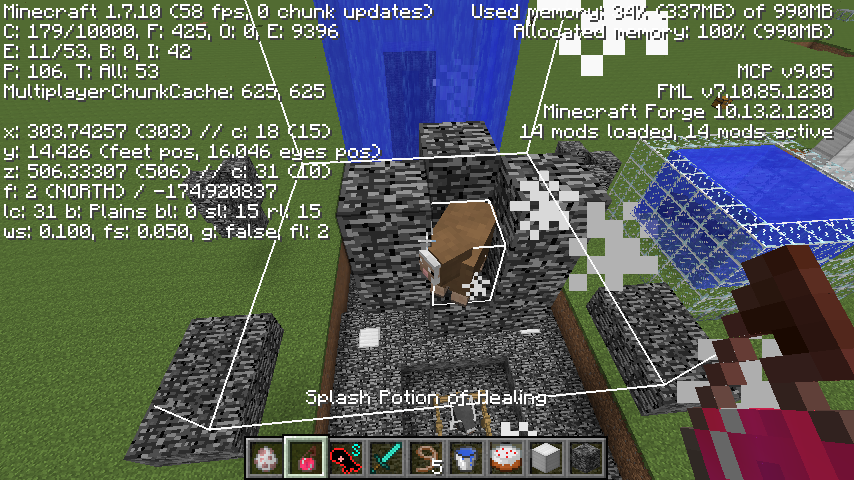 Minecraft 1.7.10 (58 fps, 0 chunk updates)
C: 179/10000. F: 425, O: 0, E: 9396
E: 11/53. B: 0, I: 42
P: 106. T: All: 53
MultiplayerChunkCache: 625, 625
x: 303.74257 (303) // c: 18 (15)
y: 14.426 (feet pos, 16.046 eyes pos)
z: 506.33307 (506) // c: 31 (10)
f: 2 (NORTH) / -174.920837
lc: 31 b: Plains bl: 0 sl: 15 rl: 15
ws: 0.100, fs: 0.050, g: false, fl: 2
Used memory: 34% (337MB) of 990MB
Allocated memory: 100% (990MB)
MCP v9.05
FML v7.10.85.1230
Minecraft Forge 10.13.2.1230
14 mods loaded, 14 mods active
Splash Potion of Healing
S
5